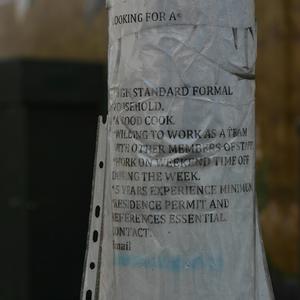 LOOKING FOR A
HIGH STANDARD FORMAL
HOUSEHOLD.
*A GOOD COOK.
*WILLING TO WORK AS A TEAM
WITH OTHER MEMBERS OF STAFF
*WORK ON WEEKEND TIME OFF
DURING THE WEEK.
*5 YEARS EXPERIENCE MINIMUM
*RESIDENCE PERMIT AND
REFERENCES ESSENTIAL.
CONTACT.
Email